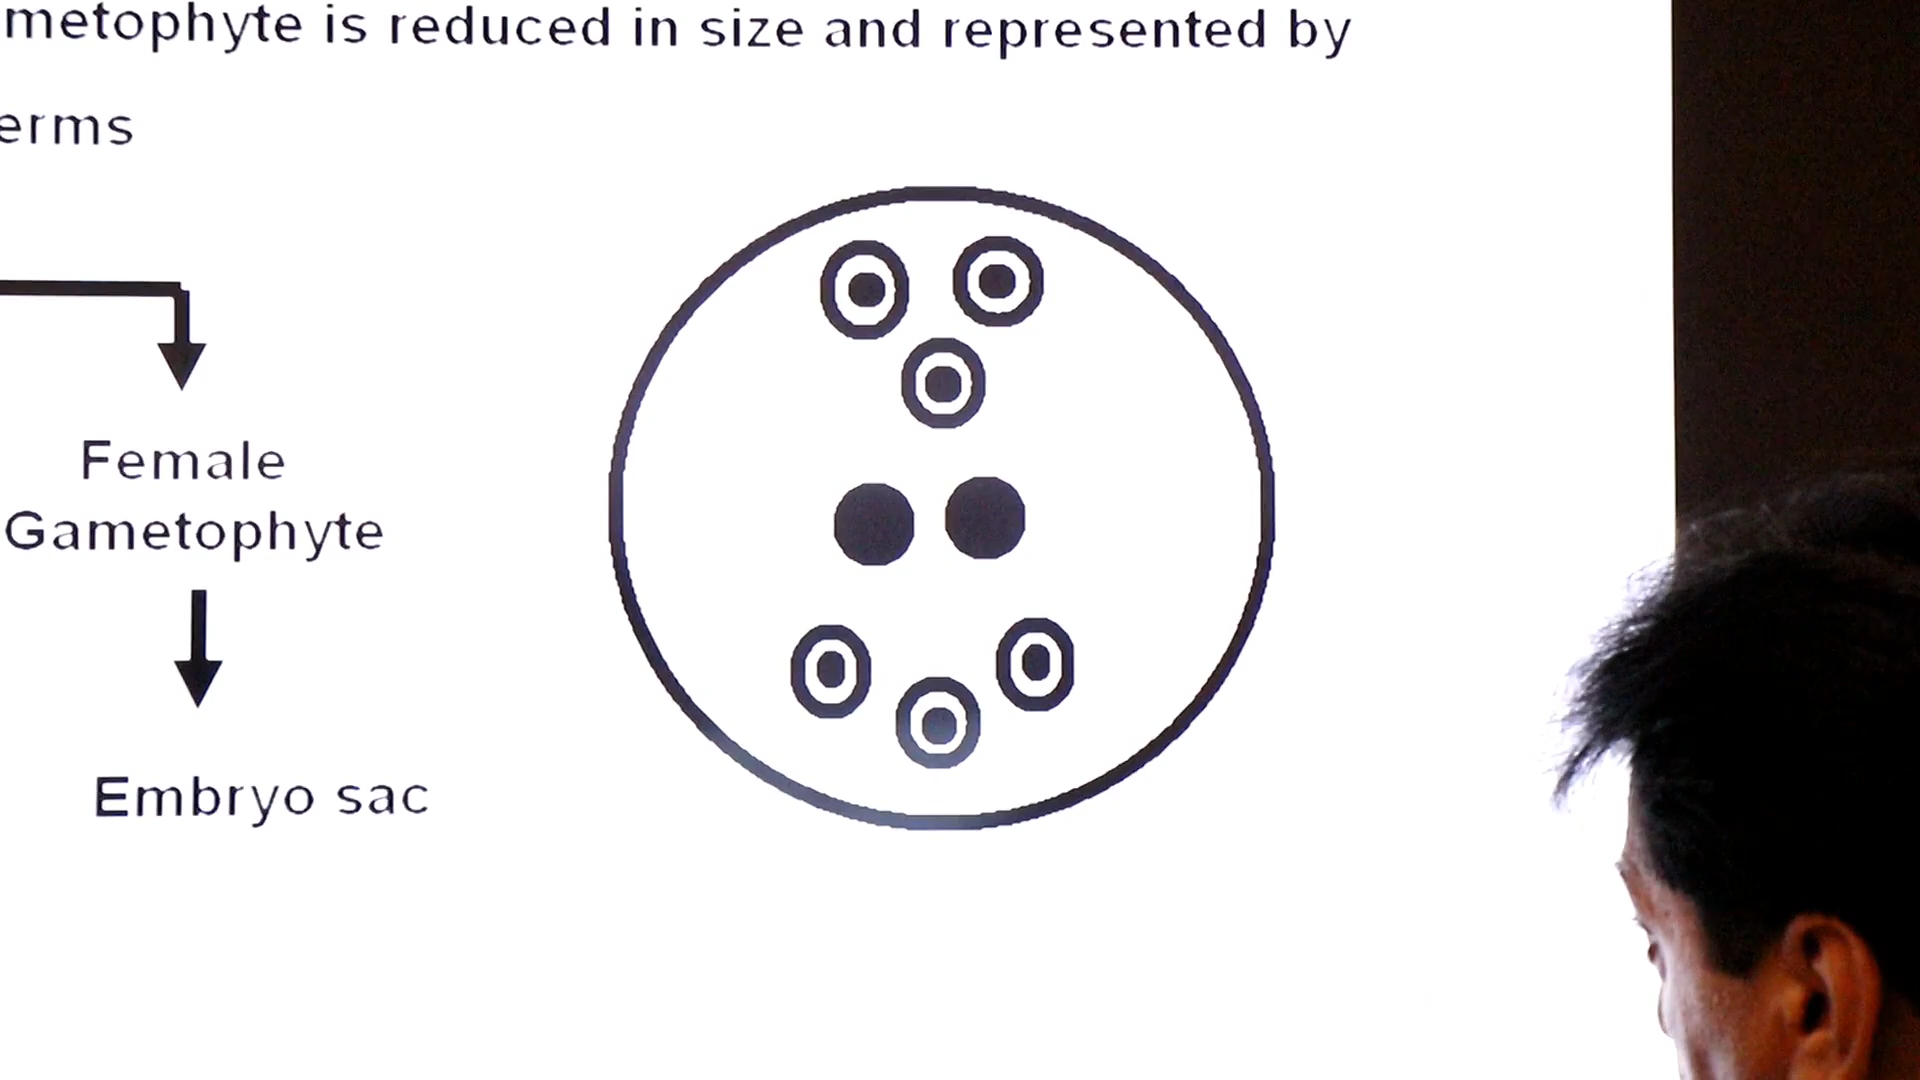 metophyte is reduced in size and represented by
erms
Female
Gametophyte
Embryo sac